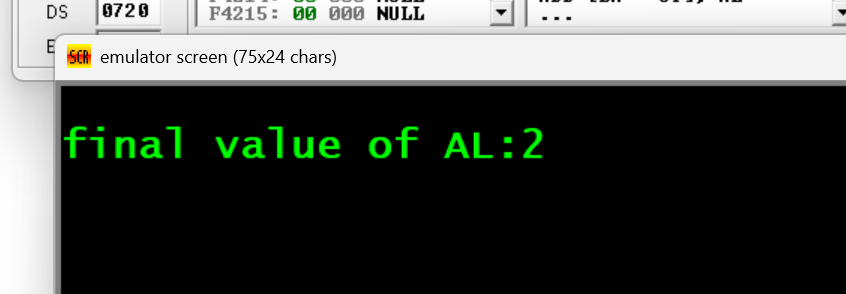 DS 0720 F4215: 00 000 NULL ...
emulator screen (75x24 chars)
final value of AL:2